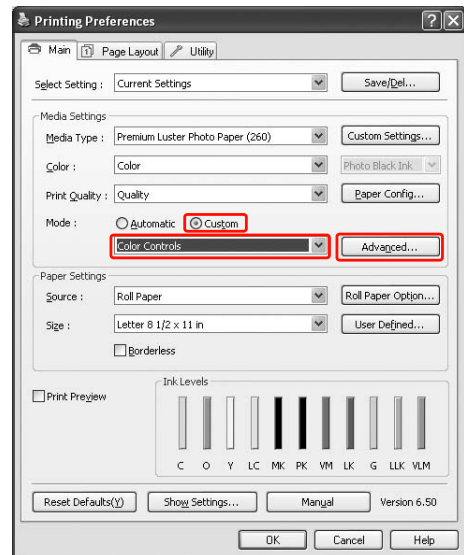 Printing Preferences
Main Page Layout Utility
Select Setting : Current Settings Save/Del...
Media Settings
Media Type : Premium Luster Photo Paper (260) Custom Settings...
Color : Color Photo Black Ink
Print Quality : Quality Paper Config...
Mode : Automatic Custom
Color Controls Advanced...
Paper Settings
Source : Roll Paper Roll Paper Option...
Size : Letter 8 1/2 x 11 in User Defined...
Borderless
Print Preview
Ink Levels
C O Y LC MK PK VM LK G LLK VLM
Reset Defaults(Y) Show Settings... Manual Version 6.50
OK Cancel Help